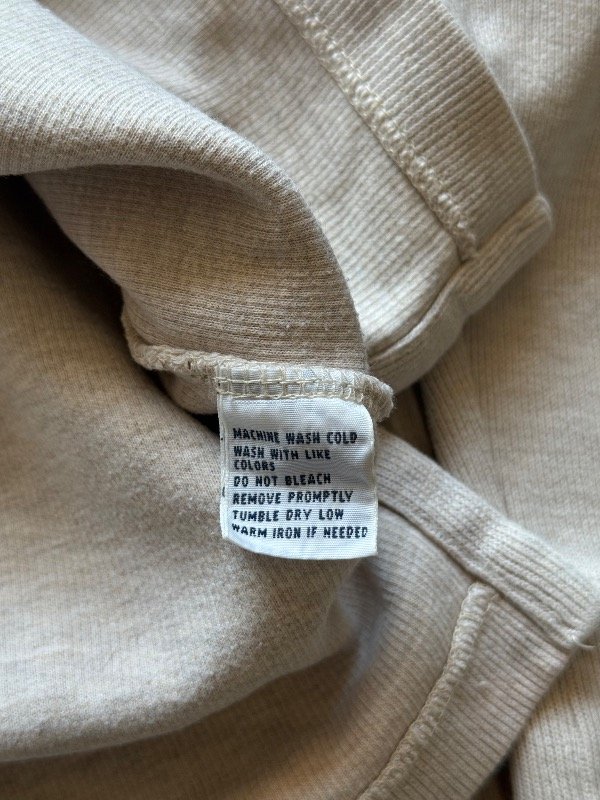 MACHINE WASH COLD
WASH WITH LIKE
COLORS
DO NOT BLEACH
REMOVE PROMPTLY
TUMBLE DRY LOW
WARM IRON IF NEEDED